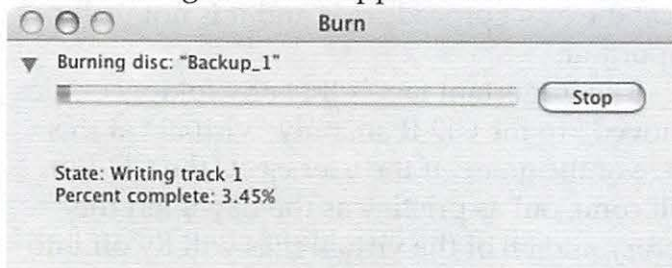 Burn
Burning disc: "Backup_1"
Stop
State: Writing track 1
Percent complete: 3.45%